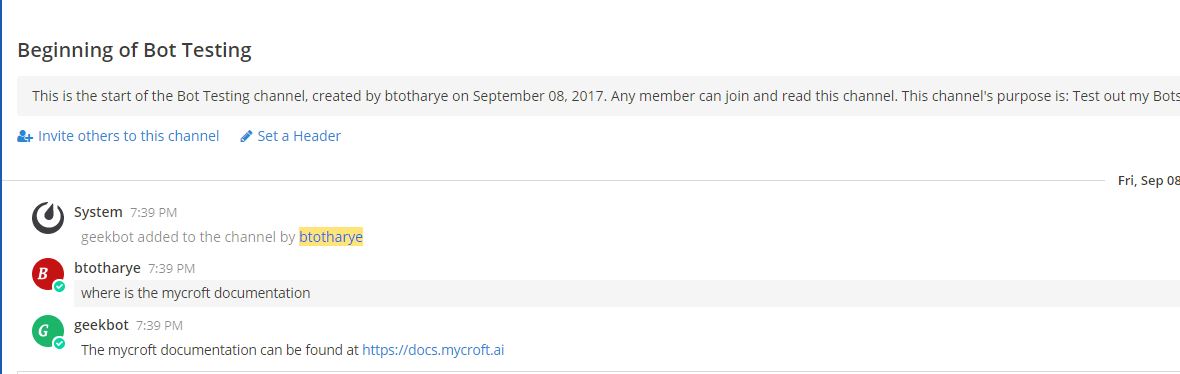 Beginning of Bot Testing
This is the start of the Bot Testing channel, created by btotharye on September 08, 2017. Any member can join and read this channel. This channel's purpose is: Test out my Bots
Invite others to this channel Set a Header
Fri, Sep 08
System 7:39 PM
geekbot added to the channel by btotharye
B
btotharye 7:39 PM
where is the mycroft documentation
G
geekbot 7:39 PM
The mycroft documentation can be found at https://docs.mycroft.ai